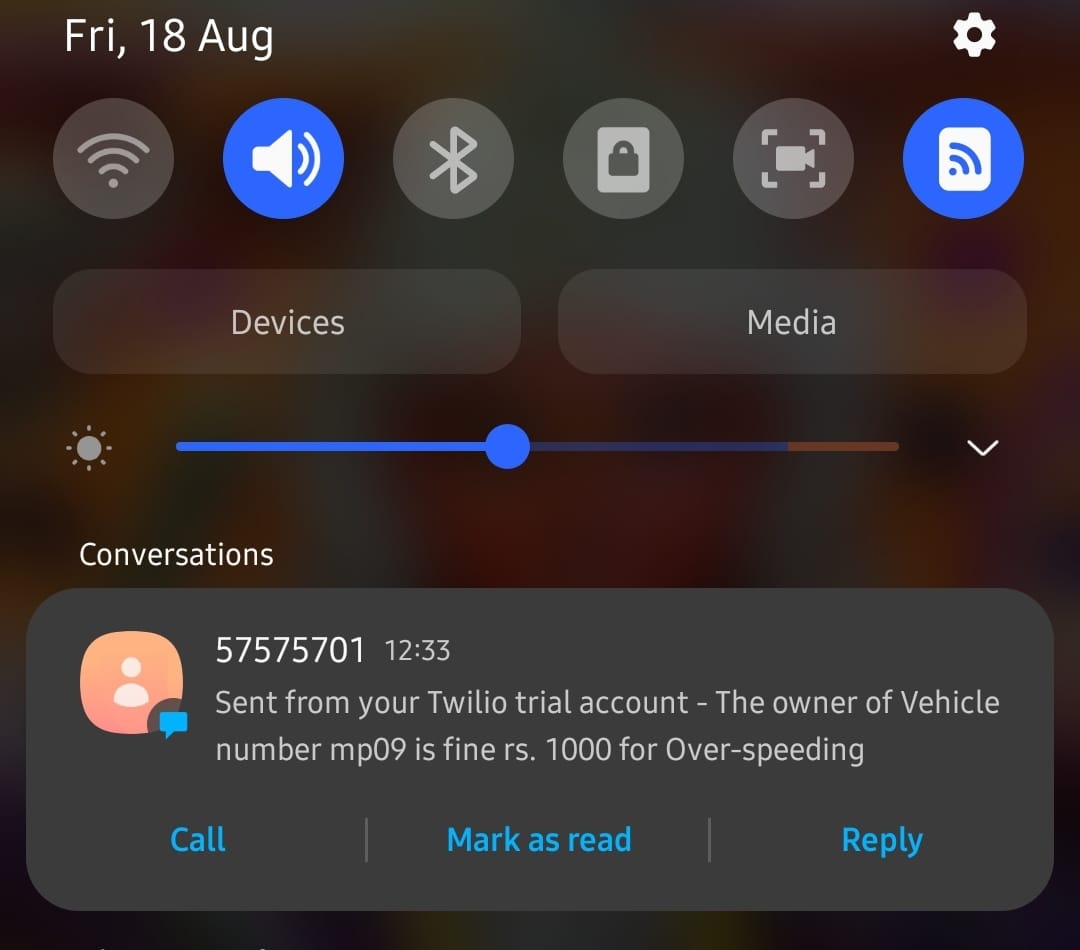 Fri, 18 Aug
Devices
Media
Conversations
57575701 12:33
Sent from your Twilio trial account - The owner of Vehicle
number mp09 is fine rs. 1000 for Over-speeding
Call
Mark as read
Reply